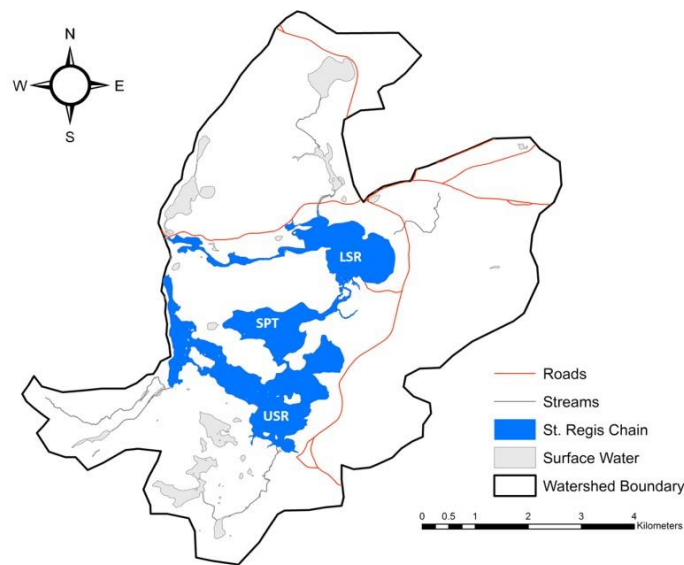 N
W E
S
LSR
SPT
USR
Roads
Streams
St. Regis Chain
Surface Water
Watershed Boundary
0 0.5 1 2 3 4
Kilometers